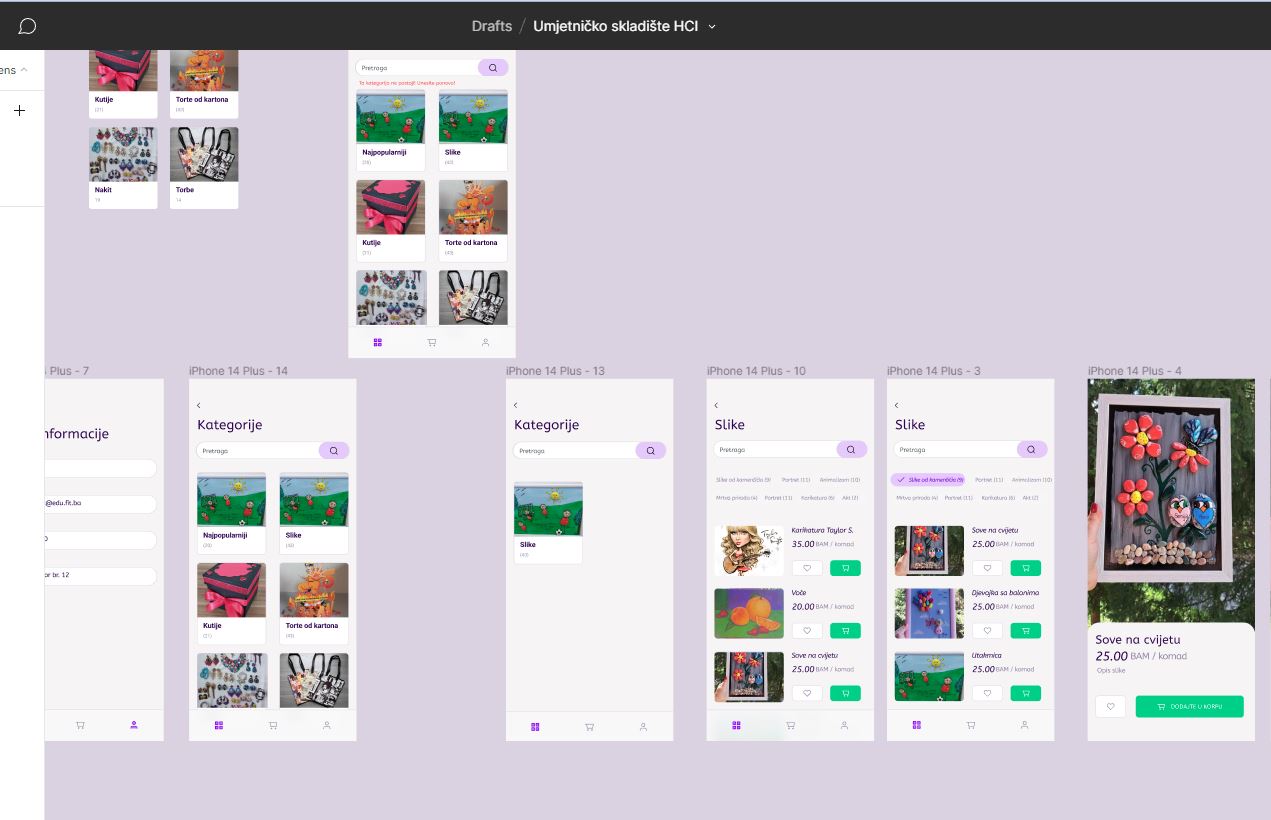 Drafts / Umjetničko skladište HCI
ens
Kutije
(21)
Torte od kartona
(40)
Nakit
19
Torbe
14
Pretraga
Ta kategorija ne postoji! Unesite ponovo!
Najpopularniji
Slike
(42)
Kutije
(31)
Torte od kartona
(40)
Plus - 7
nformacije
@edu.fit.ba
or br. 12
iPhone 14 Plus - 14
Kategorije
Pretraga
Najpopularniji
(20)
Slike
Kutije
(21)
Torte od kartona
iPhone 14 Plus - 13
Kategorije
Pretraga
Slike
(40)
iPhone 14 Plus - 10
Slike
Pretraga
Slike od kamenčića (9) Portret (11) Animalizam (10)
Mrtva priroda (4) Portret (11) Karikatura (6) Akt (2)
Karikatura Taylor S.
35.00 BAM / komad
Voće
20.00 BAM / komad
Sove na cvijetu
25.00 BAM / komad
iPhone 14 Plus - 3
Slike
Pretraga
Slike od kamenčića (9) Portret (11) Animalizam (10)
Mrtva priroda (4) Portret (11) Karikatura (6) Akt (2)
Sove na cvijetu
25.00 BAM / komad
Djevojka sa balonima
25.00 BAM / komad
Utakmica
25.00 BAM / komad
iPhone 14 Plus - 4
Sove na cvijetu
25.00 BAM / komad
Opis slike
DODAJTE U KORPU